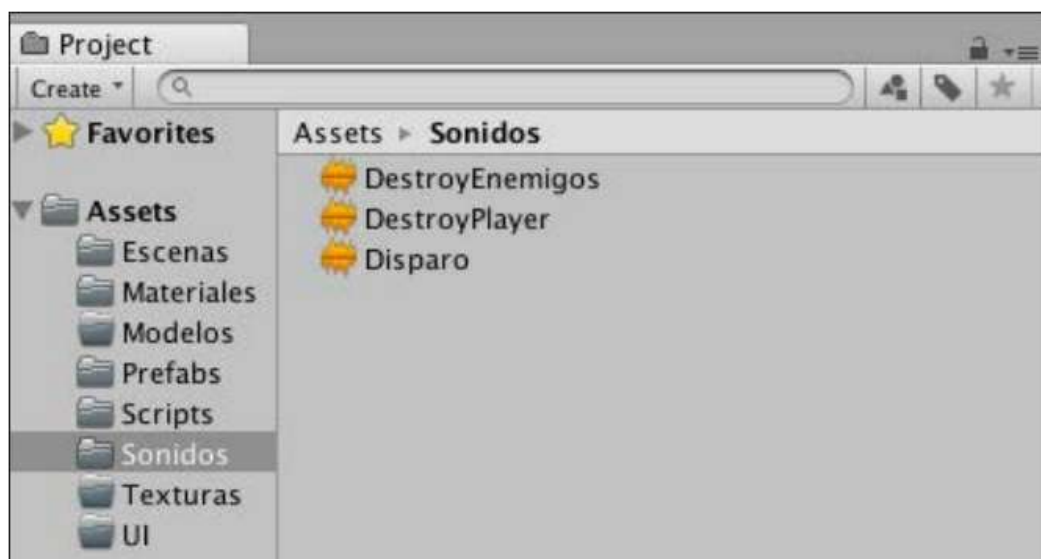 Project
Create
Favorites
Assets
Escenas
Materiales
Modelos
Prefabs
Scripts
Sonidos
Texturas
UI
Assets ▸ Sonidos
DestroyEnemigos
DestroyPlayer
Disparo